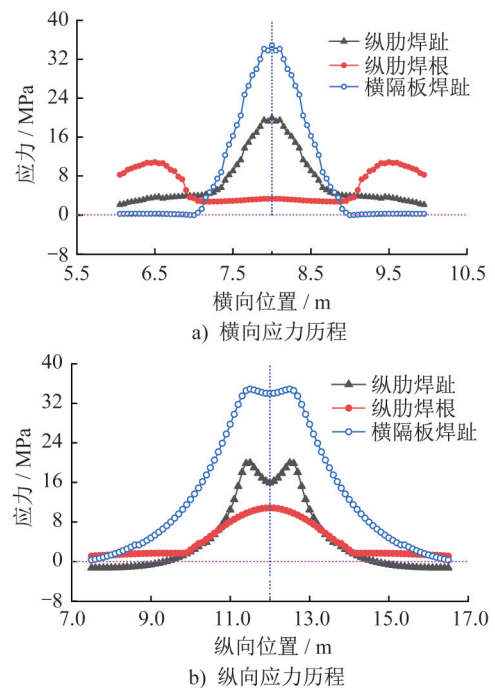 40
32
24
16
8
0
−8
应力 / MPa
纵肋焊趾
纵肋焊根
横隔板焊趾
5.5 6.5 7.5 8.5 9.5 10.5
横向位置 / m
a) 横向应力历程
40
32
24
16
8
0
−8
应力 / MPa
纵肋焊趾
纵肋焊根
横隔板焊趾
7.0 9.0 11.0 13.0 15.0 17.0
纵向位置 / m
b) 纵向应力历程